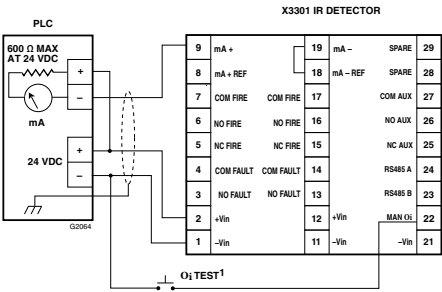 X3301 IR DETECTOR
PLC
600 Ω MAX
AT 24 VDC
+
–
mA
24 VDC
+
–
G2064
9 mA + 19 mA – SPARE 29
8 mA + REF 18 mA – REF SPARE 28
7 COM FIRE COM FIRE 17 COM AUX 27
6 NO FIRE NO FIRE 16 NO AUX 26
5 NC FIRE NC FIRE 15 NC AUX 25
4 COM FAULT COM FAULT 14 RS485 A 24
3 NO FAULT NO FAULT 13 RS485 B 23
2 +Vin 12 +Vin MAN Oi 22
1 –Vin 11 –Vin –Vin 21
Oi TEST1